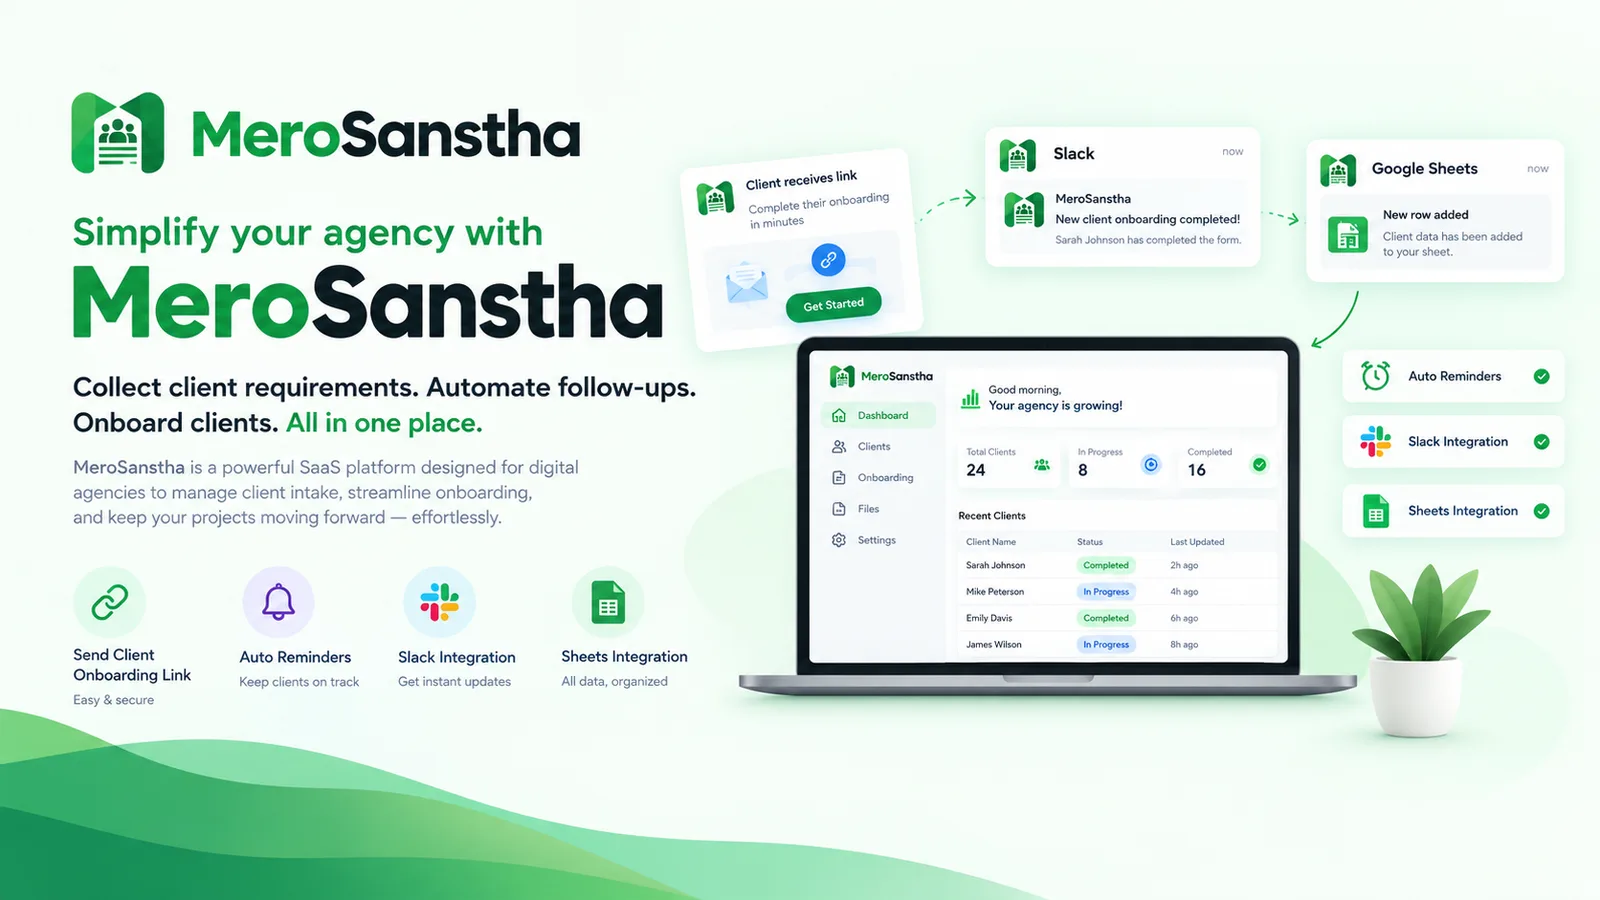 MeroSanstha
Simplify your agency with
MeroSanstha
Collect client requirements. Automate follow-ups.
Onboard clients. All in one place.
MeroSanstha is a powerful SaaS platform designed for digital
agencies to manage client intake, streamline onboarding,
and keep your projects moving forward — effortlessly.
Send Client
Onboarding Link
Easy & secure
Auto Reminders
Keep clients on track
Slack Integration
Get instant updates
Sheets Integration
All data, organized
Client receives link
Complete their onboarding
in minutes
Get Started
Slack
now
MeroSanstha
New client onboarding completed!
Sarah Johnson has completed the form.
Google Sheets
now
New row added
Client data has been added
to your sheet.
MeroSanstha
Dashboard
Clients
Onboarding
Files
Settings
Good morning,
Your agency is growing!
Total Clients
24
In Progress
8
Completed
16
Recent Clients
Client Name Status Last Updated
Sarah Johnson Completed 2h ago
Mike Peterson In Progress 4h ago
Emily Davis Completed 6h ago
James Wilson In Progress 8h ago
Auto Reminders
Slack Integration
Sheets Integration